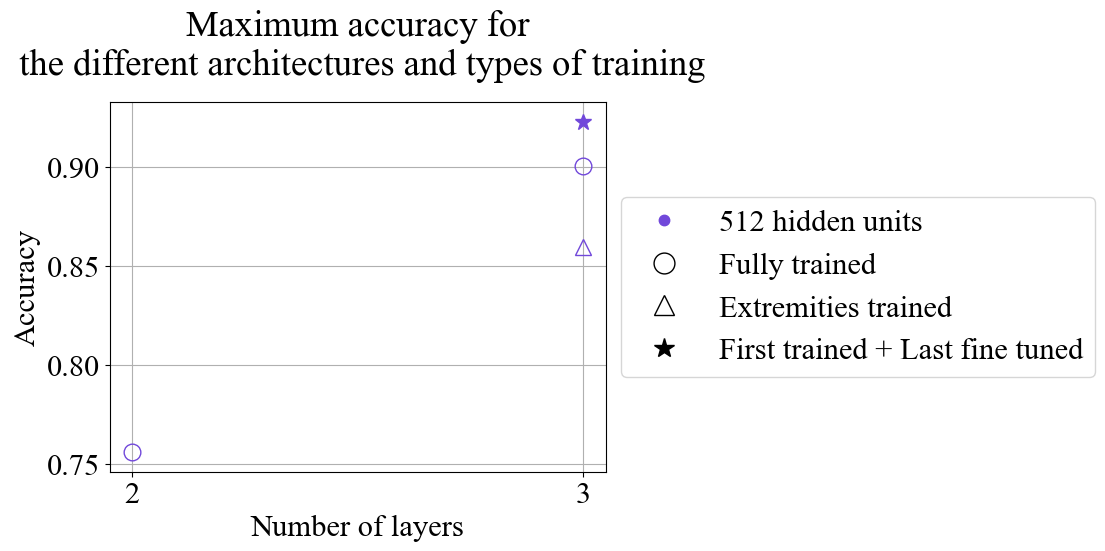 Maximum accuracy for
the different architectures and types of training
Accuracy
0.90
0.85
0.80
0.75
2
3
Number of layers
512 hidden units
Fully trained
Extremities trained
First trained + Last fine tuned